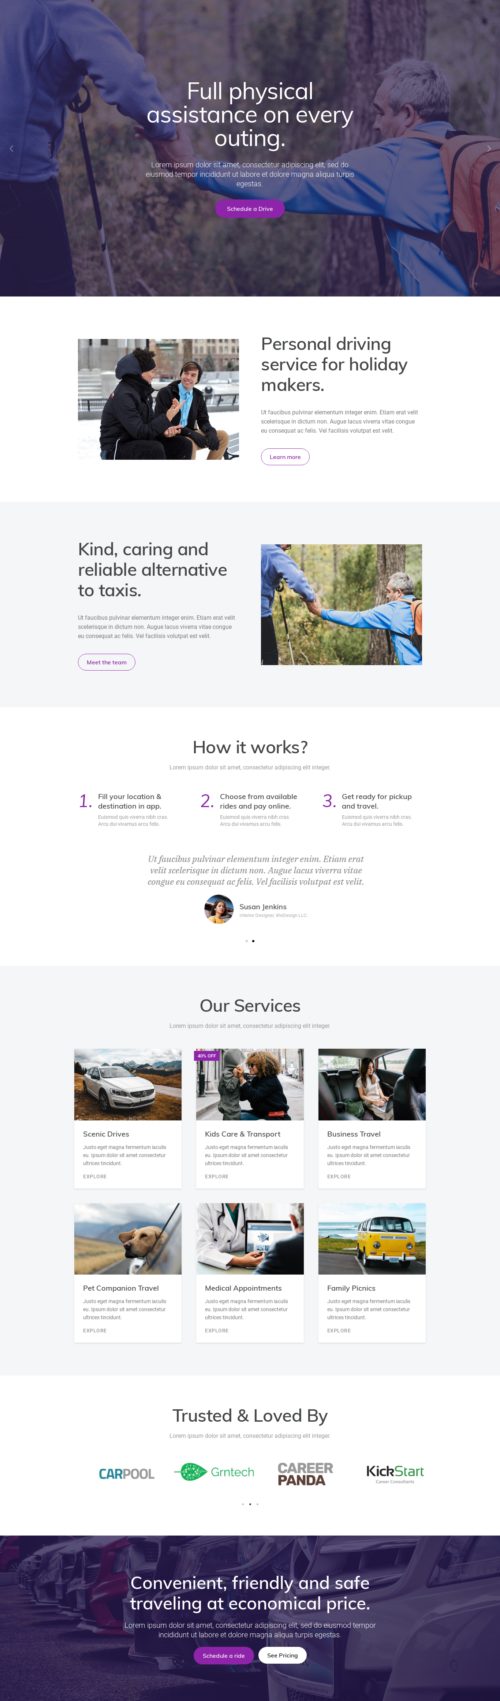 Full physical
assistance on every
outing.
Lorem ipsum dolor sit amet, consectetur adipiscing elit, sed do
eiusmod tempor incididunt ut labore et dolore magna aliqua turpis
egestas.
Schedule a Drive
Personal driving
service for holiday
makers.
Ut faucibus pulvinar elementum integer enim. Etiam erat velit
scelerisque in dictum non. Augue lacus viverra vitae congue
eu consequat ac felis. Vel facilisis volutpat est velit.
Learn more
Kind, caring and
reliable alternative
to taxis.
Ut faucibus pulvinar elementum integer enim. Etiam erat velit
scelerisque in dictum non. Augue lacus viverra vitae congue
eu consequat ac felis. Vel facilisis volutpat est velit.
Meet the team
How it works?
Lorem ipsum dolor sit amet, consectetur adipiscing elit integer.
1. Fill your location &
destination in app.
Euismod quis viverra nibh cras.
Arcu dui vivamus arcu felis.
2. Choose from available
rides and pay online.
Euismod quis viverra nibh cras.
Arcu dui vivamus arcu felis.
3. Get ready for pickup
and travel.
Euismod quis viverra nibh cras.
Arcu dui vivamus arcu felis.
Ut faucibus pulvinar elementum integer enim. Etiam erat
velit scelerisque in dictum non. Augue lacus viverra vitae
congue eu consequat ac felis. Vel facilisis volutpat est velit.
Susan Jenkins
Interior Designer,
LLC.
Our Services
Lorem ipsum dolor sit amet, consectetur adipiscing elit integer.
40% OFF
Scenic Drives
Justo eget magna fermentum iaculis
eu. Ipsum dolor sit amet consectetur
ultrices tincidunt.
EXPLORE
Kids Care & Transport
Justo eget magna fermentum iaculis
eu. Ipsum dolor sit amet consectetur
ultrices tincidunt.
EXPLORE
Business Travel
Justo eget magna fermentum iaculis
eu. Ipsum dolor sit amet consectetur
ultrices tincidunt.
EXPLORE
Pet Companion Travel
Justo eget magna fermentum iaculis
eu. Ipsum dolor sit amet consectetur
ultrices tincidunt.
EXPLORE
Medical Appointments
Justo eget magna fermentum iaculis
eu. Ipsum dolor sit amet consectetur
ultrices tincidunt.
EXPLORE
Family Picnics
Justo eget magna fermentum iaculis
eu. Ipsum dolor sit amet consectetur
ultrices tincidunt.
EXPLORE
Trusted & Loved By
Lorem ipsum dolor sit amet, consectetur adipiscing elit integer.
CARPOOL
Grntech
CAREER
PANDA
KickStart
Career Consultants
Convenient, friendly and safe
traveling at economical price.
Lorem ipsum dolor sit amet, consectetur adipiscing elit, sed do eiusmod tempor
incididunt ut labore et dolore magna aliqua turpis egestas.
Schedule a ride
See Pricing